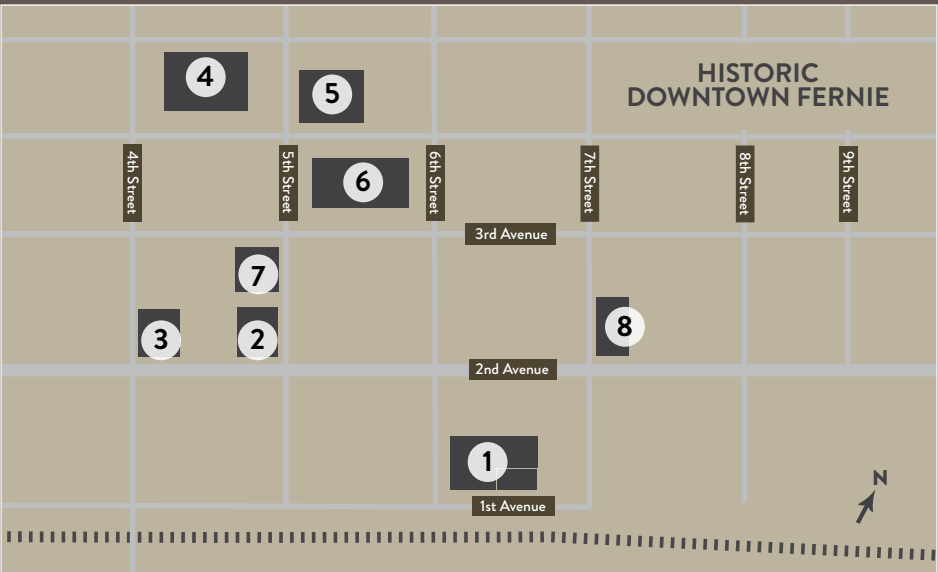 HISTORIC
DOWNTOWN FERNIE
4
5
4th Street
5th Street
6
6th Street
7th Street
8th Street
9th Street
3rd Avenue
7
3
2
8
2nd Avenue
1
N
1st Avenue